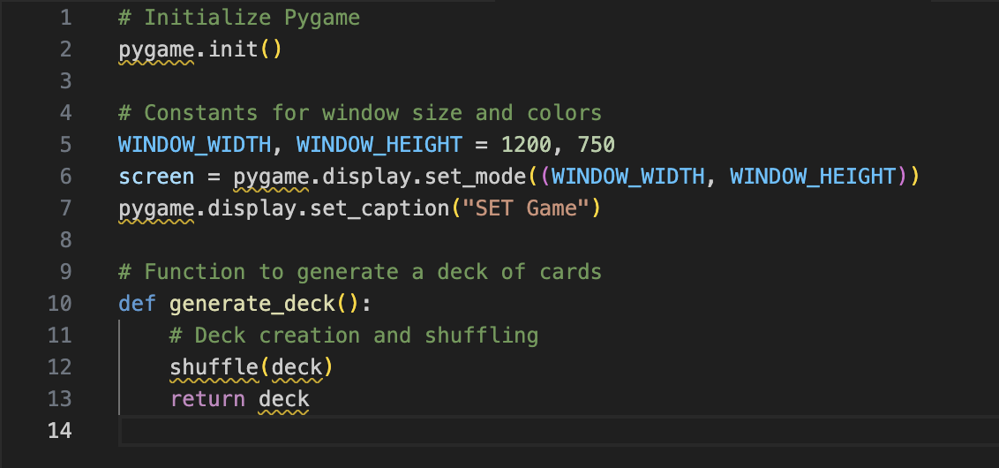 1 # Initialize Pygame
2 pygame.init()
3
4 # Constants for window size and colors
5 WINDOW_WIDTH, WINDOW_HEIGHT = 1200, 750
6 screen = pygame.display.set_mode((WINDOW_WIDTH, WINDOW_HEIGHT))
7 pygame.display.set_caption("SET Game")
8
9 # Function to generate a deck of cards
10 def generate_deck():
11     # Deck creation and shuffling
12     shuffle(deck)
13     return deck
14